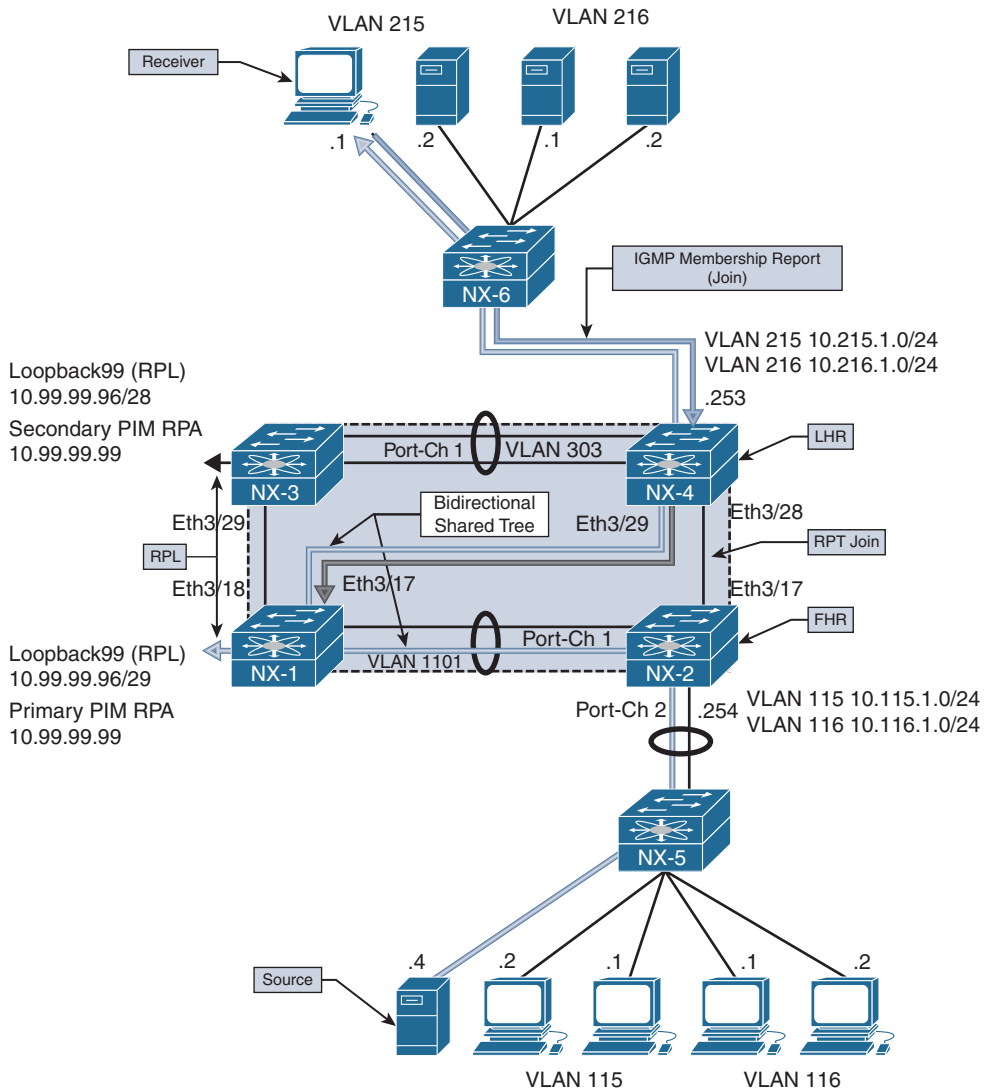 VLAN 215
VLAN 216
Receiver
.1
.2
.1
.2
NX-6
IGMP Membership Report
(Join)
VLAN 215 10.215.1.0/24
VLAN 216 10.216.1.0/24
.253
Loopback99 (RPL)
10.99.99.96/28
Secondary PIM RPA
10.99.99.99
Port-Ch 1
VLAN 303
LHR
NX-3
NX-4
Bidirectional
Shared Tree
Eth3/29
Eth3/29
Eth3/28
RPL
RPT Join
Eth3/18
Eth3/17
Eth3/17
Port-Ch 1
FHR
VLAN 1101
NX-1
NX-2
Loopback99 (RPL)
10.99.99.96/29
Primary PIM RPA
10.99.99.99
Port-Ch 2
.254
VLAN 115 10.115.1.0/24
VLAN 116 10.116.1.0/24
NX-5
Source
.4
.2
.1
.1
.2
VLAN 115
VLAN 116